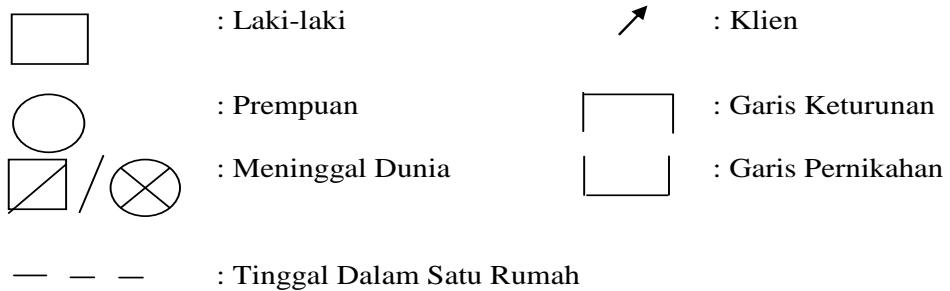 : Laki-laki : Klien
: Prempuan : Garis Keturunan
: Meninggal Dunia : Garis Pernikahan
: Tinggal Dalam Satu Rumah